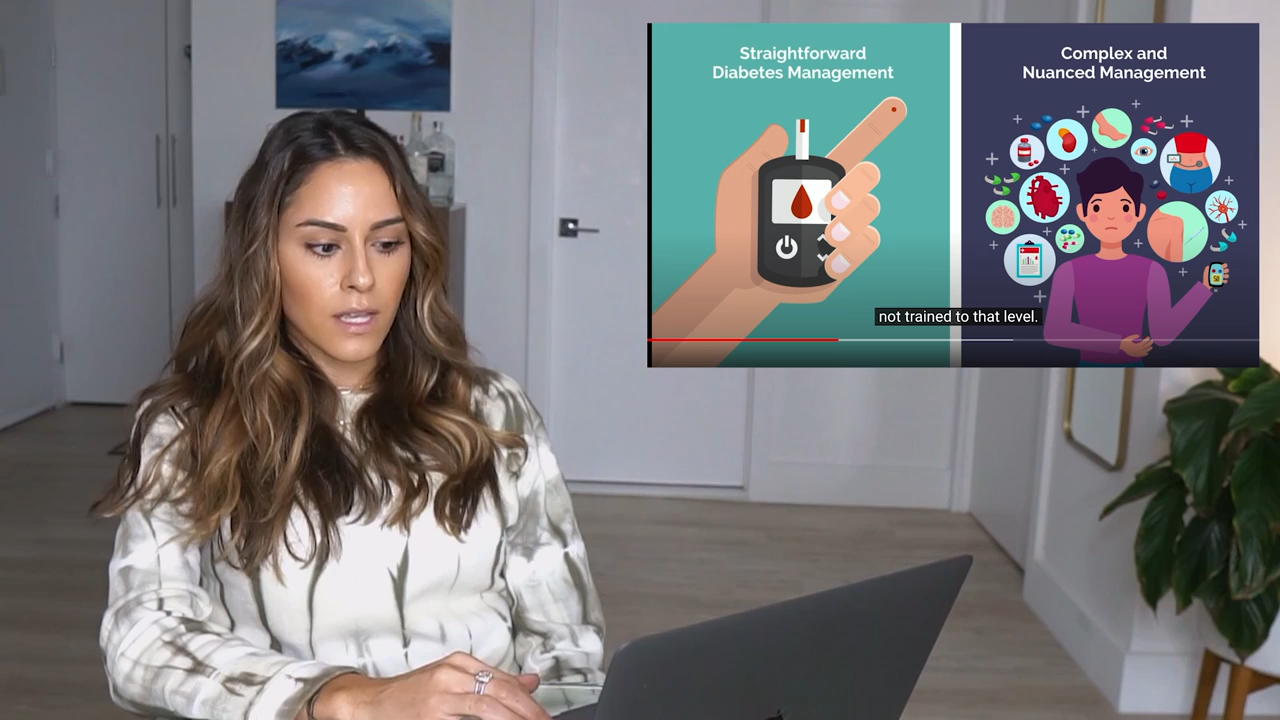 Straightforward
Diabetes Management
Complex and
Nuanced Management
not trained to that level.